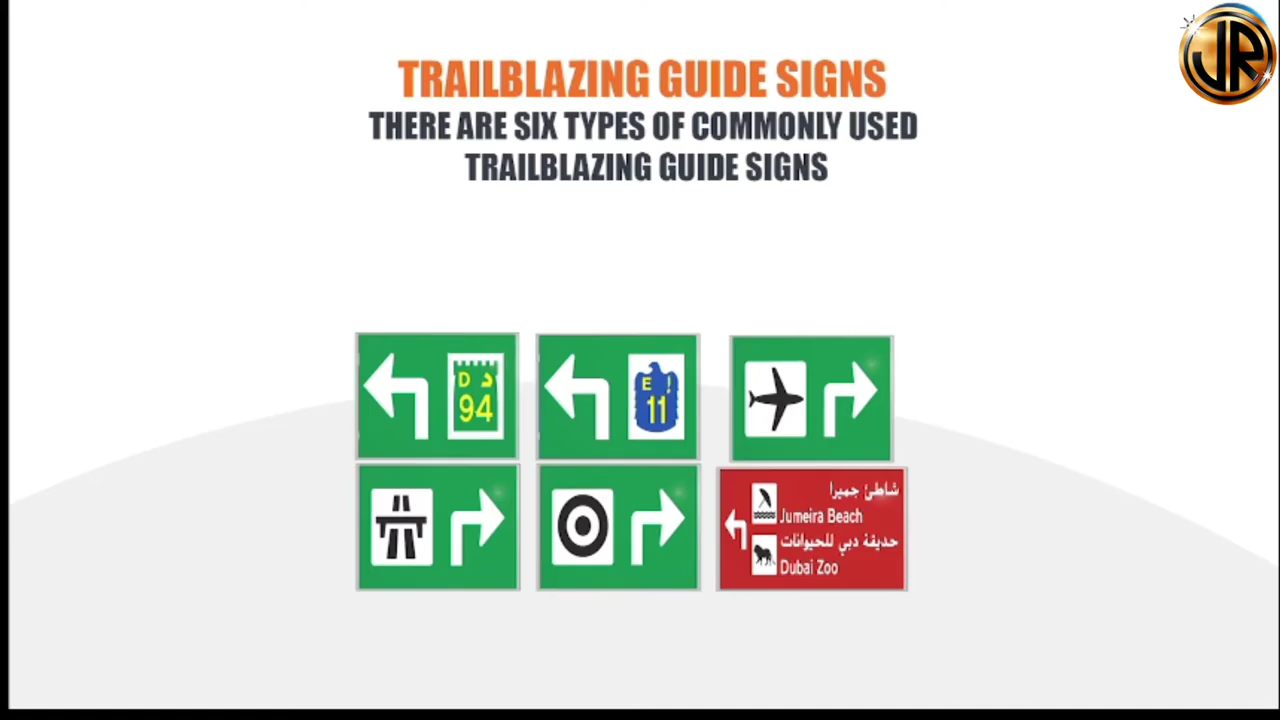 JR
TRAILBLAZING GUIDE SIGNS
THERE ARE SIX TYPES OF COMMONLY USED
TRAILBLAZING GUIDE SIGNS
D د
94
E
11
شاطئ جميرا
Jumeira Beach
حديقة دبي للحيوانات
Dubai Zoo